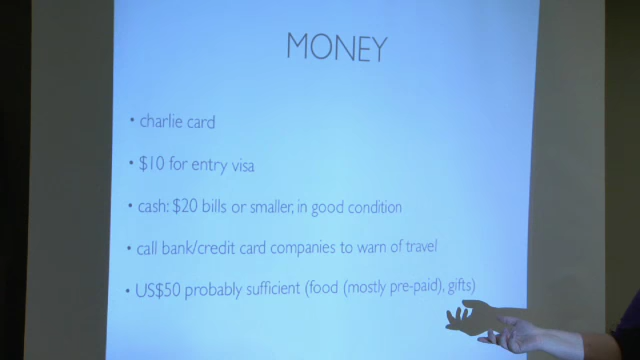 MONEY
• charlie card
• $10 for entry visa
• cash: $20 bills or smaller, in good condition
• call bank/credit card companies to warn of travel
• US$50 probably sufficient (food (mostly pre-paid), gifts)